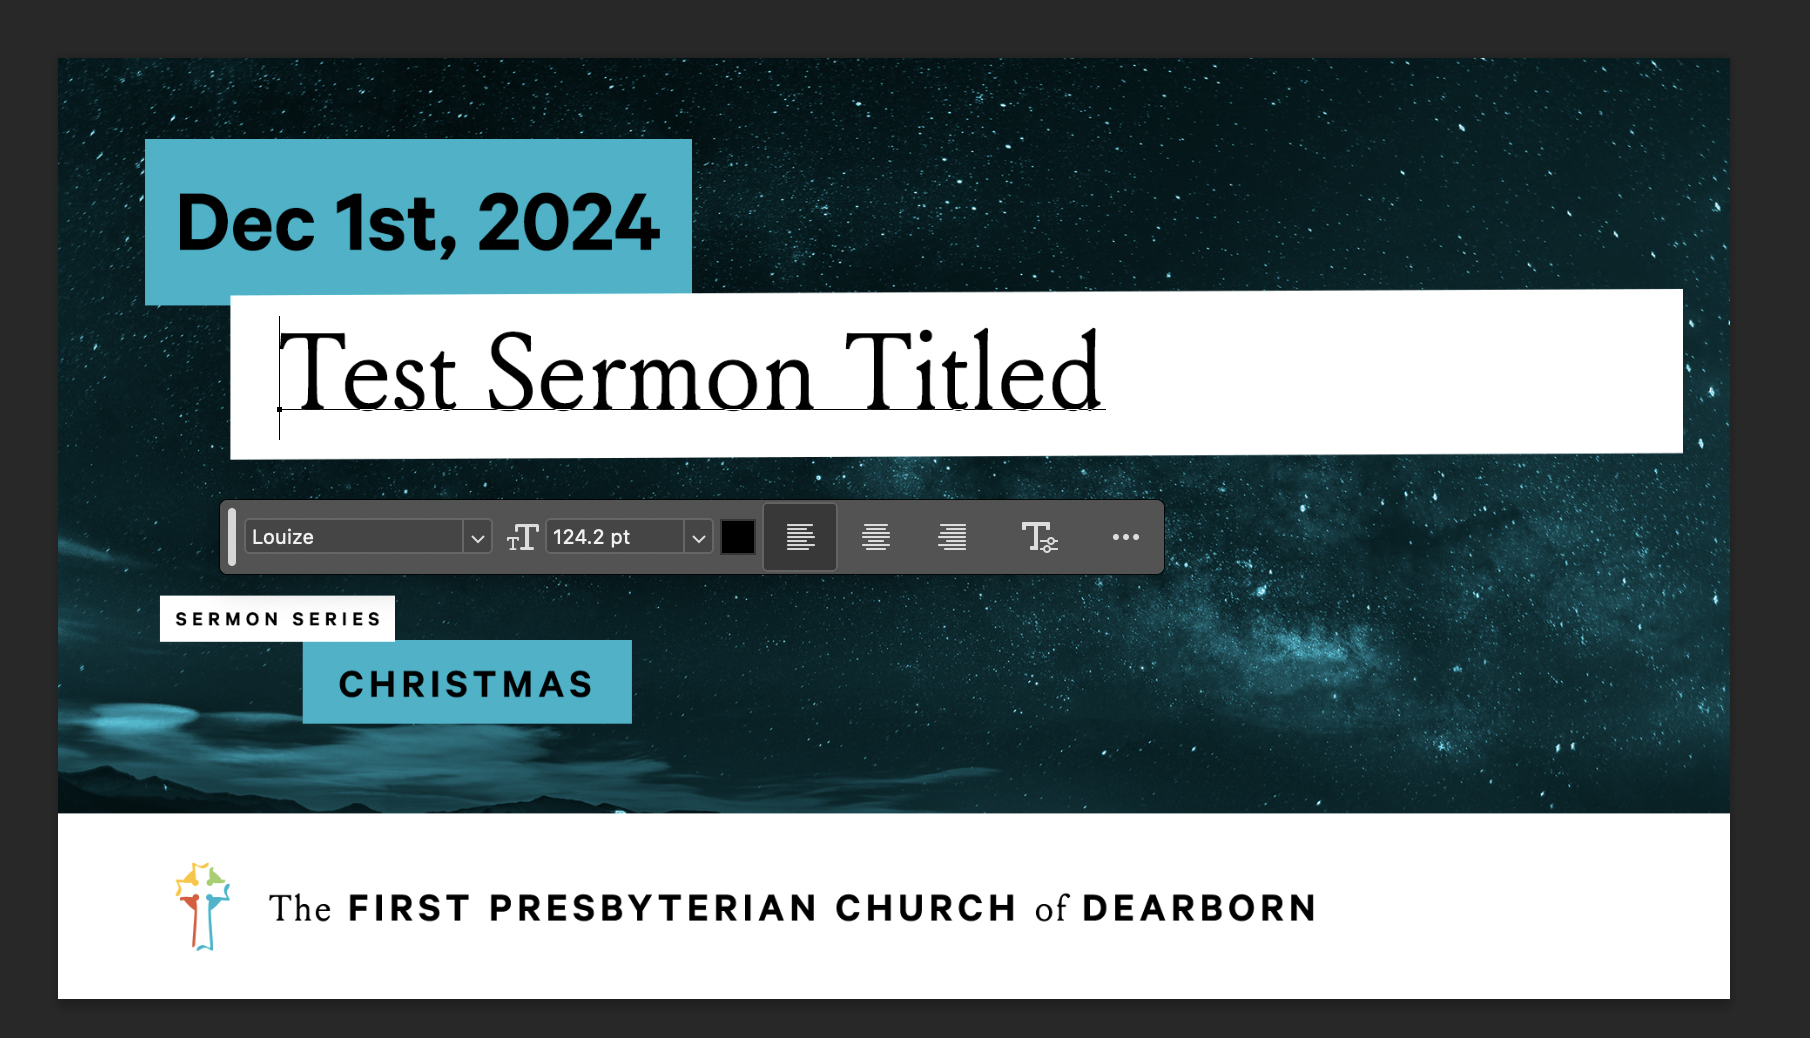 Dec 1st, 2024
Test Sermon Titled
Louize
124.2 pt
SERMON SERIES
CHRISTMAS
The FIRST PRESBYTERIAN CHURCH of DEARBORN